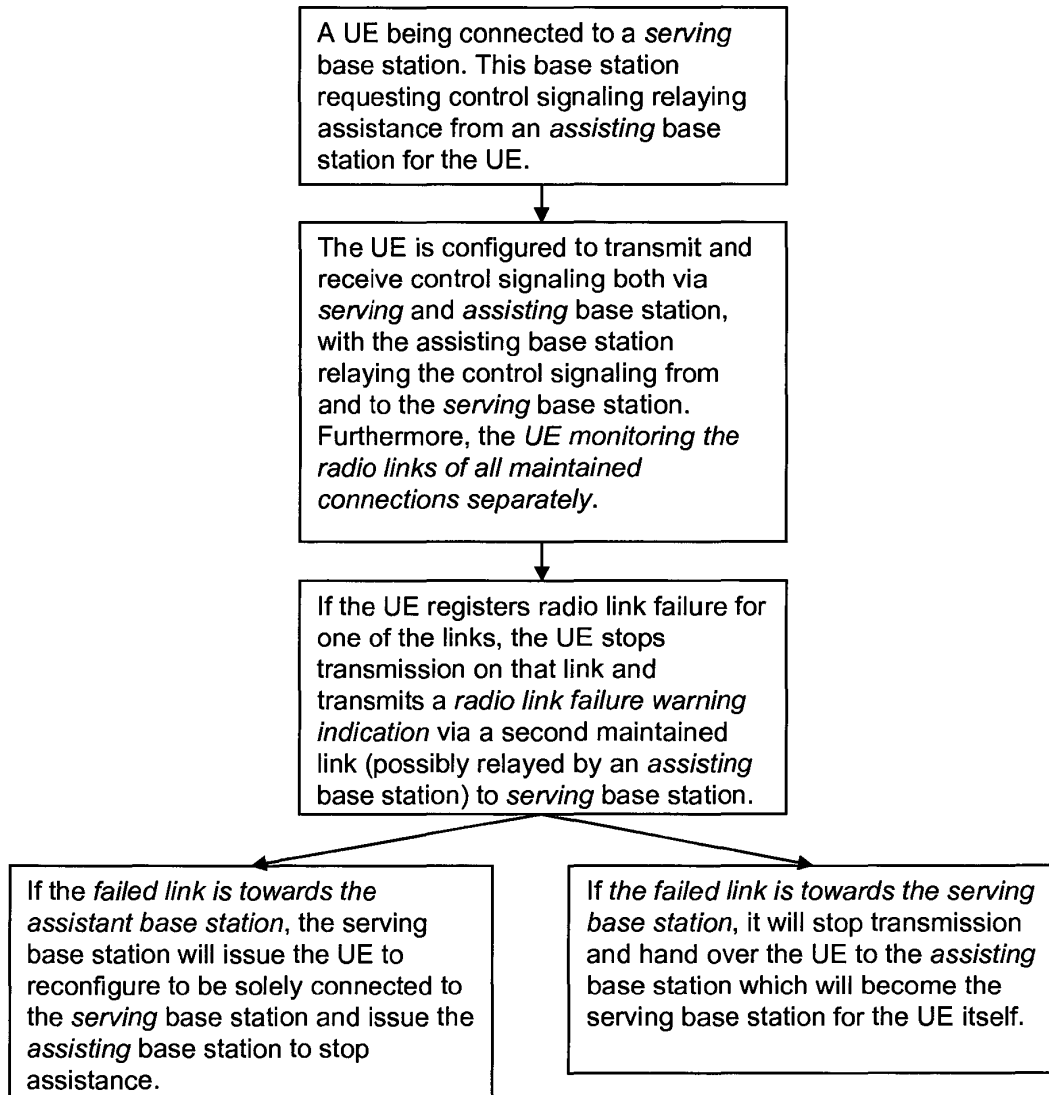 A UE being connected to a serving
base station. This base station
requesting control signaling relaying
assistance from an assisting base
station for the UE.
The UE is configured to transmit and
receive control signaling both via
serving and assisting base station,
with the assisting base station
relaying the control signaling from
and to the serving base station.
Furthermore, the UE monitoring the
radio links of all maintained
connections separately.
If the UE registers radio link failure for
one of the links, the UE stops
transmission on that link and
transmits a radio link failure warning
indication via a second maintained
link (possibly relayed by an assisting
base station) to serving base station.
If the failed link is towards the
assistant base station, the serving
base station will issue the UE to
reconfigure to be solely connected to
the serving base station and issue the
assisting base station to stop
assistance.
If the failed link is towards the serving
base station, it will stop transmission
and hand over the UE to the assisting
base station which will become the
serving base station for the UE itself.